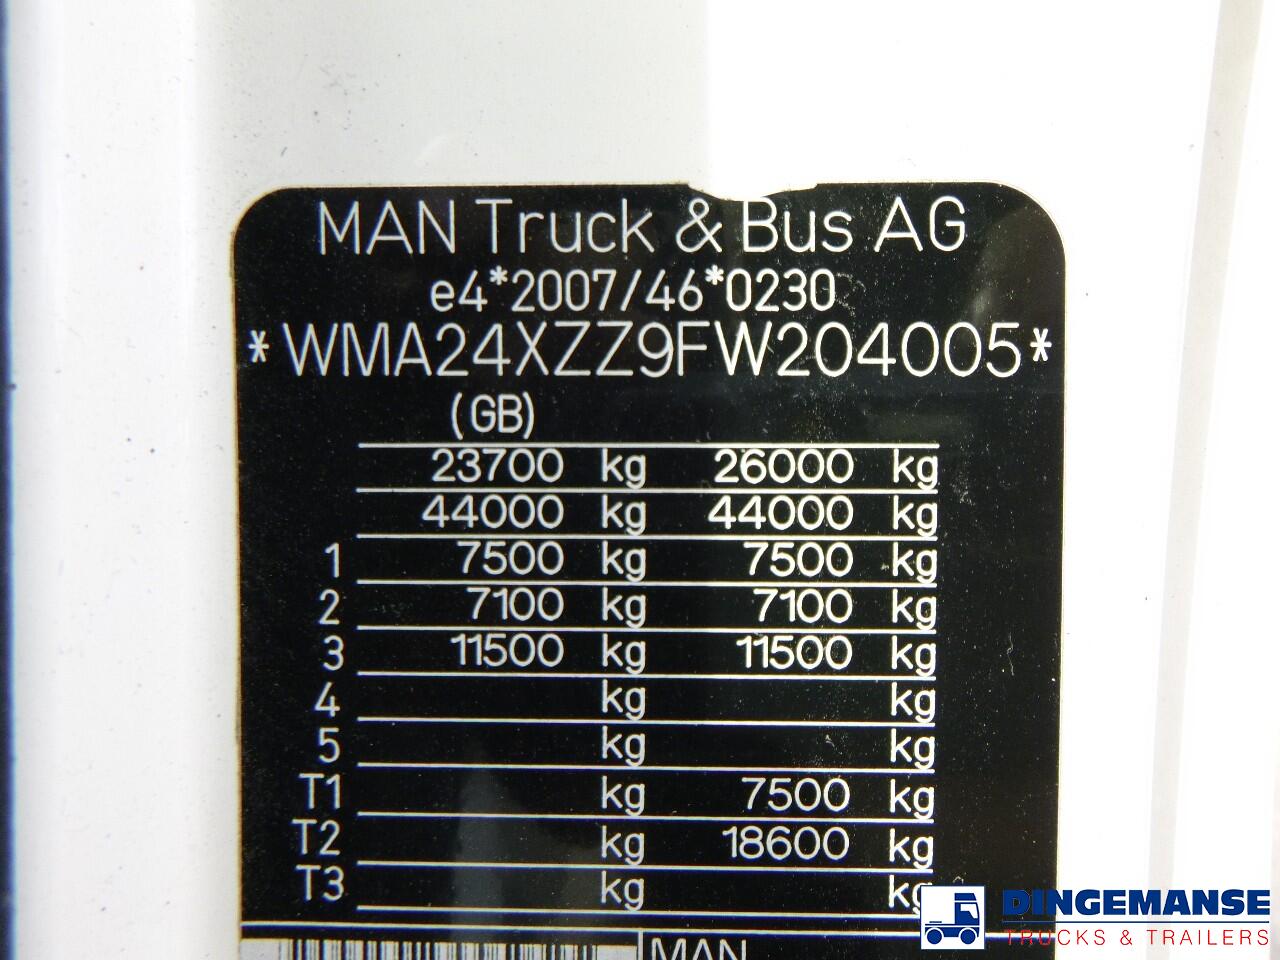 MAN Truck & Bus AG
e4*2007/46*0230
*WMA24XZZ9FW204005*
(GB)
23700 kg 26000 kg
44000 kg 44000 kg
1 7500 kg 7500 kg
2 7100 kg 7100 kg
3 11500 kg 11500 kg
4 kg kg
5 kg kg
T1 kg 7500 kg
T2 kg 18600 kg
T3 kg kg
MAN
DINGEMANSE
TRUCKS & TRAILERS